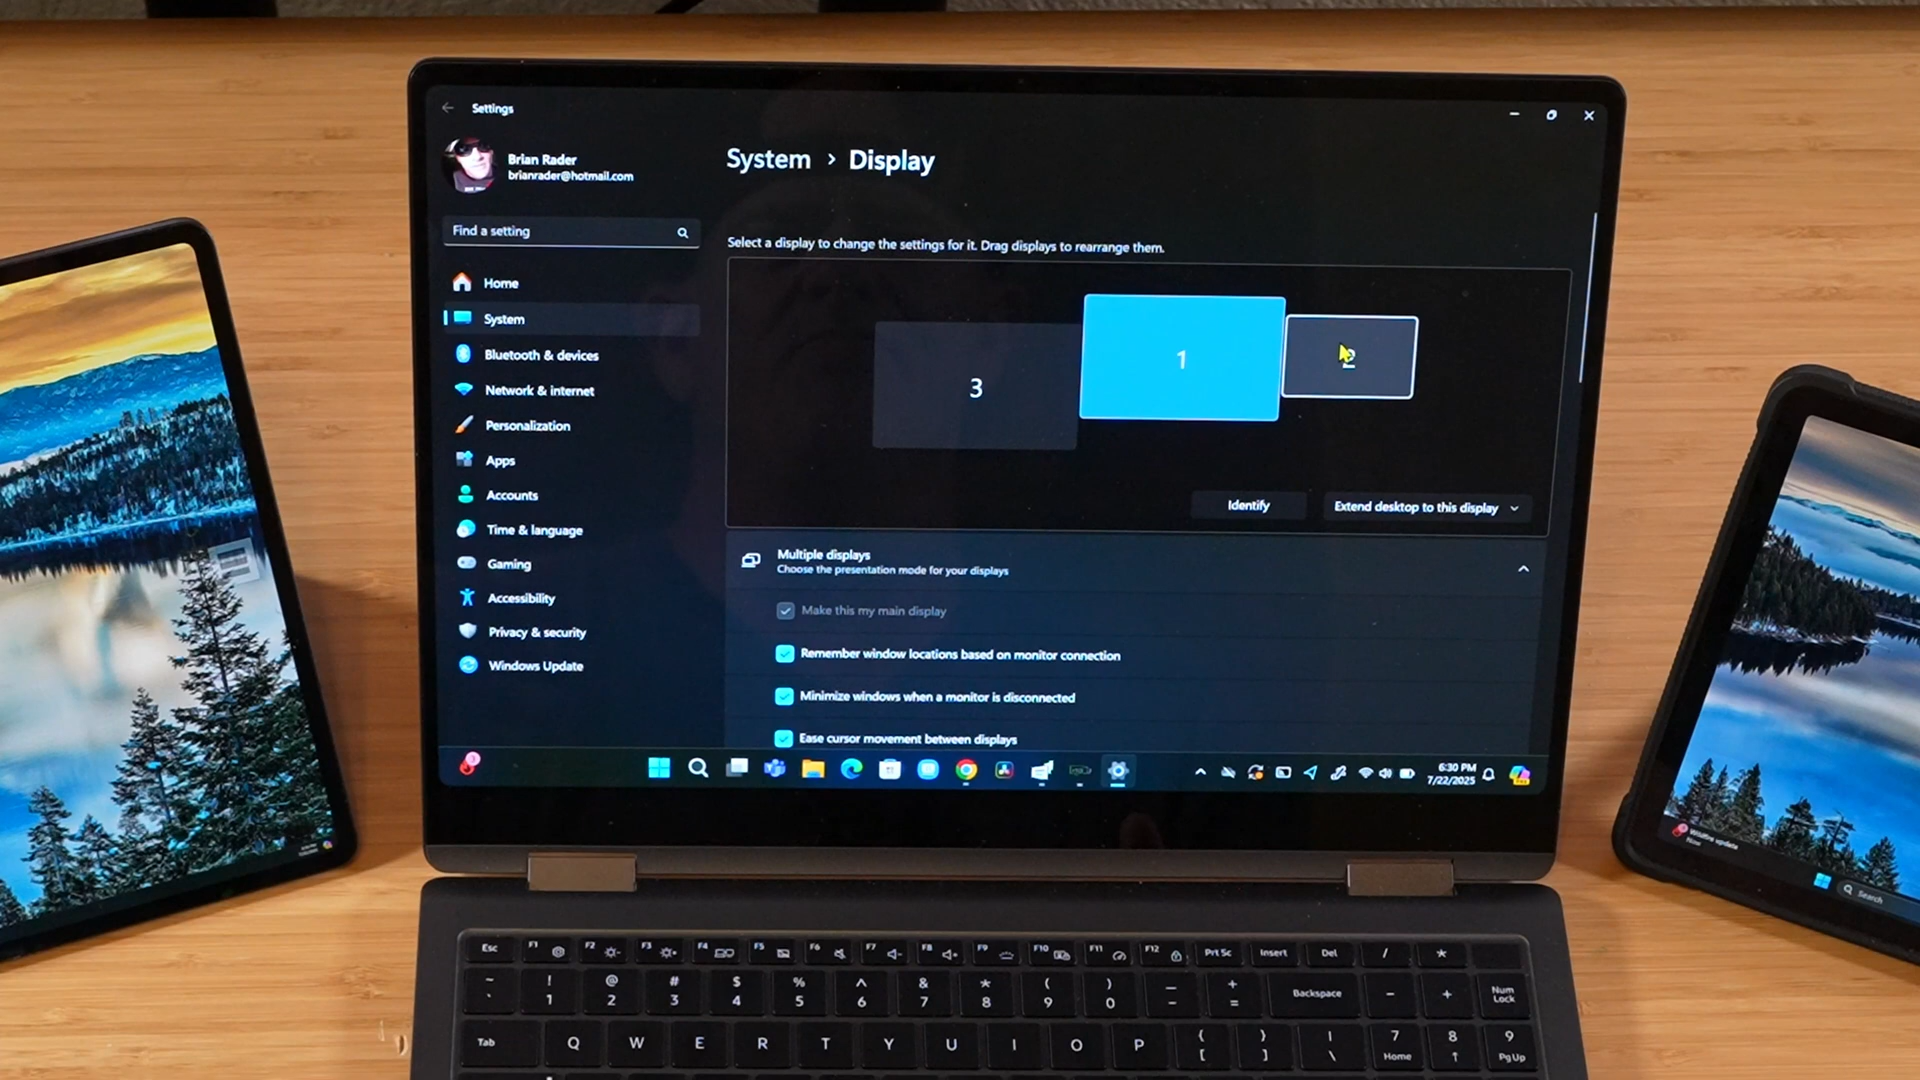 Settings
Brian Rader
brianrader@hotmail.com
System > Display
Find a setting
Select a display to change the settings for it. Drag displays to rearrange them.
Home
System
Bluetooth & devices
Network & internet
Personalization
Apps
Accounts
Time & language
Gaming
Accessibility
Privacy & security
Windows Update
3
1
2
Identify
Extend desktop to this display
Multiple displays
Choose the presentation mode for your displays
Make this my main display
Remember window locations based on monitor connection
Minimize windows when a monitor is disconnected
Ease cursor movement between displays
6:30 PM
7/22/2025
Wildfire update
Now
Search
Esc F1 F2 F3 F4 F5 F6 F7 F8 F9 F10 F11 F12 Prt Sc Insert Del / *
~ ! @ # $ % ^ & * ( ) _ +
` 1 2 3 4 5 6 7 8 9 0 - = Backspace - + Num Lock
Tab Q W E R T Y U I O P { } | 7 8 9
[ ] \ Home ↑ PgUp